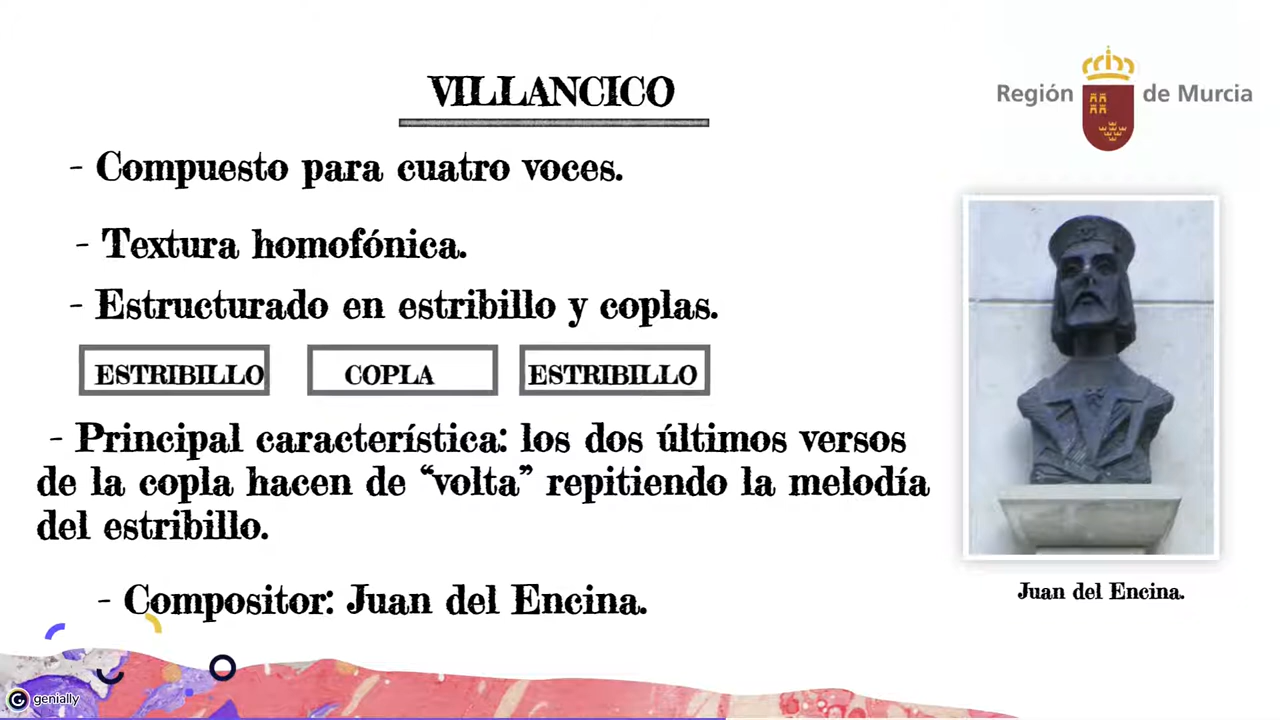 VILLANCICO
Región de Murcia
- Compuesto para cuatro voces.
- Textura homofónica.
- Estructurado en estribillo y coplas.
ESTRIBILLO COPLA ESTRIBILLO
- Principal característica: los dos últimos versos
de la copla hacen de “volta” repitiendo la melodía
del estribillo.
- Compositor: Juan del Encina.
Juan del Encina.
genially